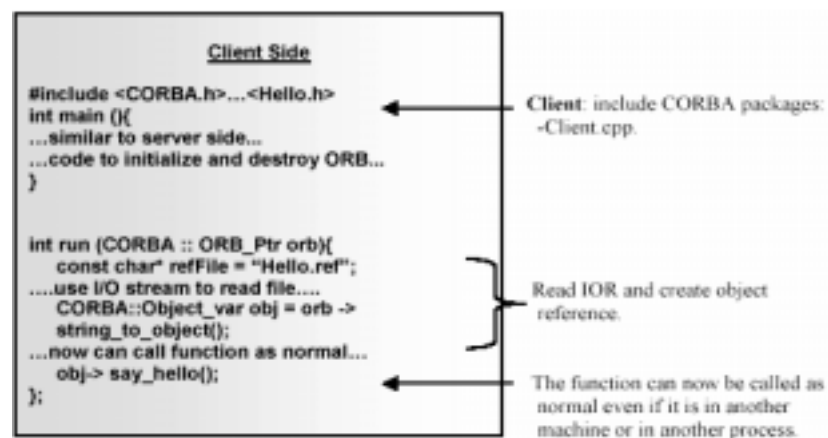 Client Side
#include <CORBA.h>...<Hello.h>
int main (){
...similar to server side...
...code to initialize and destroy ORB...
}
int run (CORBA :: ORB_Ptr orb){
const char* refFile = "Hello.ref";
....use I/O stream to read file....
CORBA::Object_var obj = orb ->
string_to_object();
...now can call function as normal...
obj-> say_hello();
};
Client: include CORBA packages:
-Client.cpp.
Read IOR and create object
reference.
The function can now be called as
normal even if it is in another
machine or in another process.